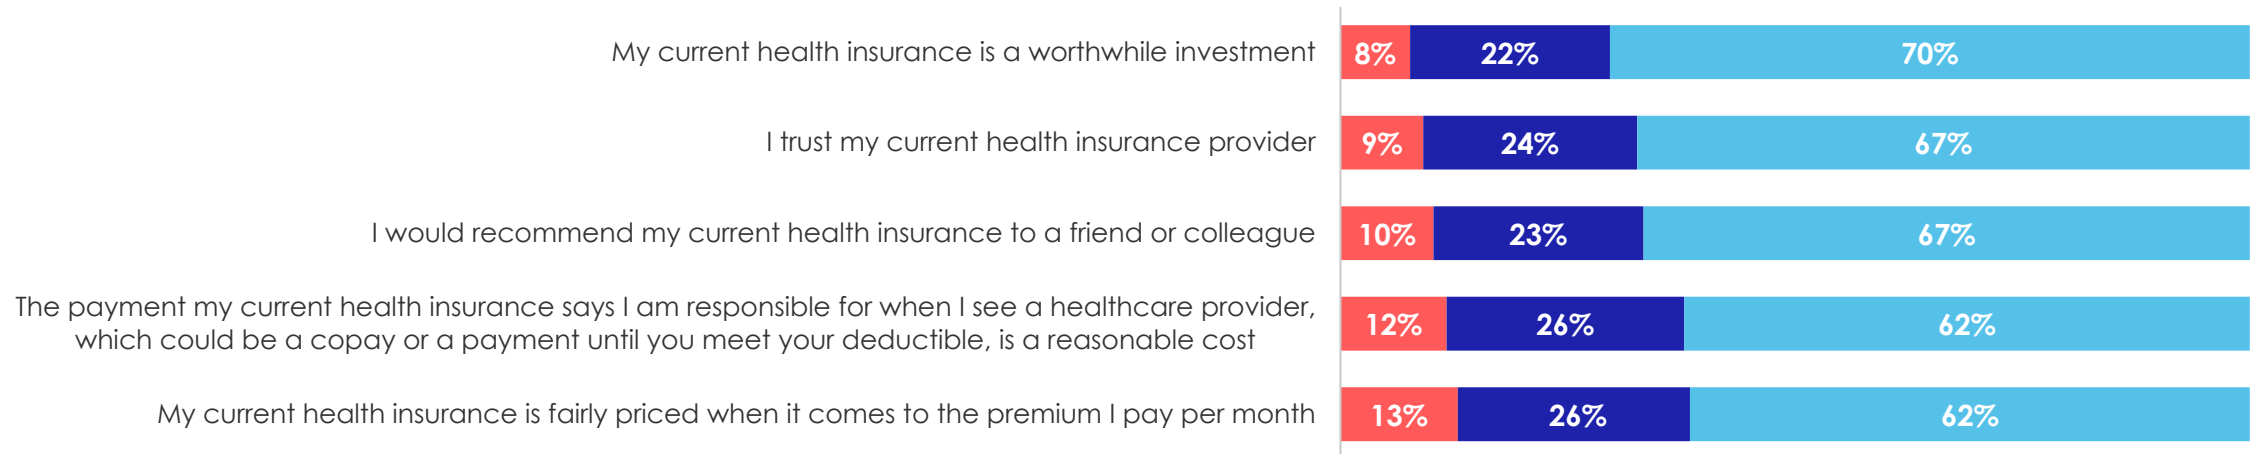 My current health insurance is a worthwhile investment 8% 22% 70%
I trust my current health insurance provider 9% 24% 67%
I would recommend my current health insurance to a friend or colleague 10% 23% 67%
The payment my current health insurance says I am responsible for when I see a healthcare provider,
which could be a copay or a payment until you meet your deductible, is a reasonable cost 12% 26% 62%
My current health insurance is fairly priced when it comes to the premium I pay per month 13% 26% 62%